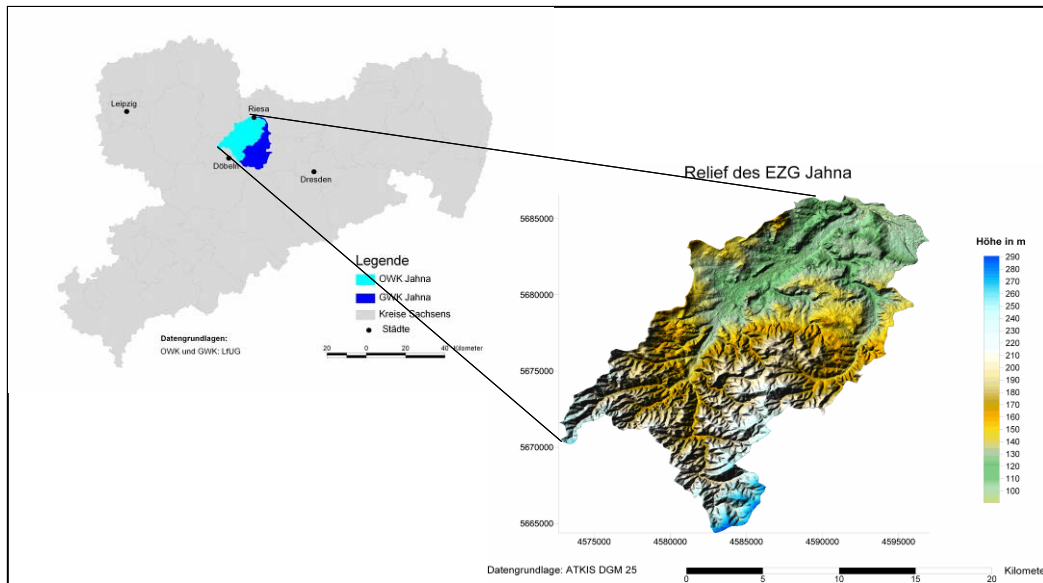 Leipzig
Riesa
Döbeln
Dresden
Legende
OWK Jahna
GWK Jahna
Kreise Sachsens
Städte
Datengrundlagen:
OWK und GWK: LfUG
20 0 20 40 Kilometer
Relief des EZG Jahna
5685000
5680000
5675000
5670000
5665000
4575000 4580000 4585000 4590000 4595000
Höhe in m
290
280
270
260
250
240
230
220
210
200
190
180
170
160
150
140
130
120
110
100
Datengrundlage: ATKIS DGM 25
0 5 10 15 20 Kilometer